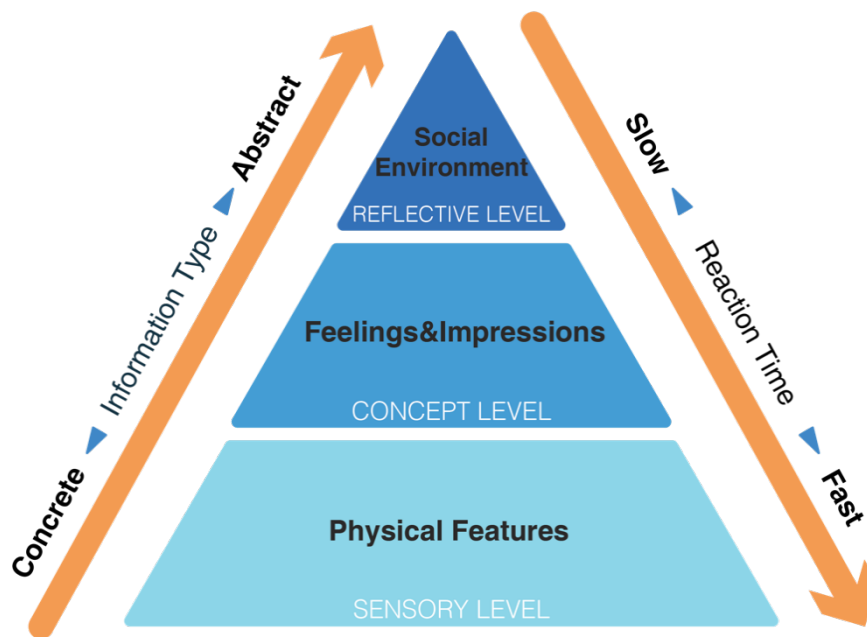 Social
Environment
REFLECTIVE LEVEL
Feelings&Impressions
CONCEPT LEVEL
Physical Features
SENSORY LEVEL
Concrete
Information Type
Abstract
Slow
Reaction Time
Fast